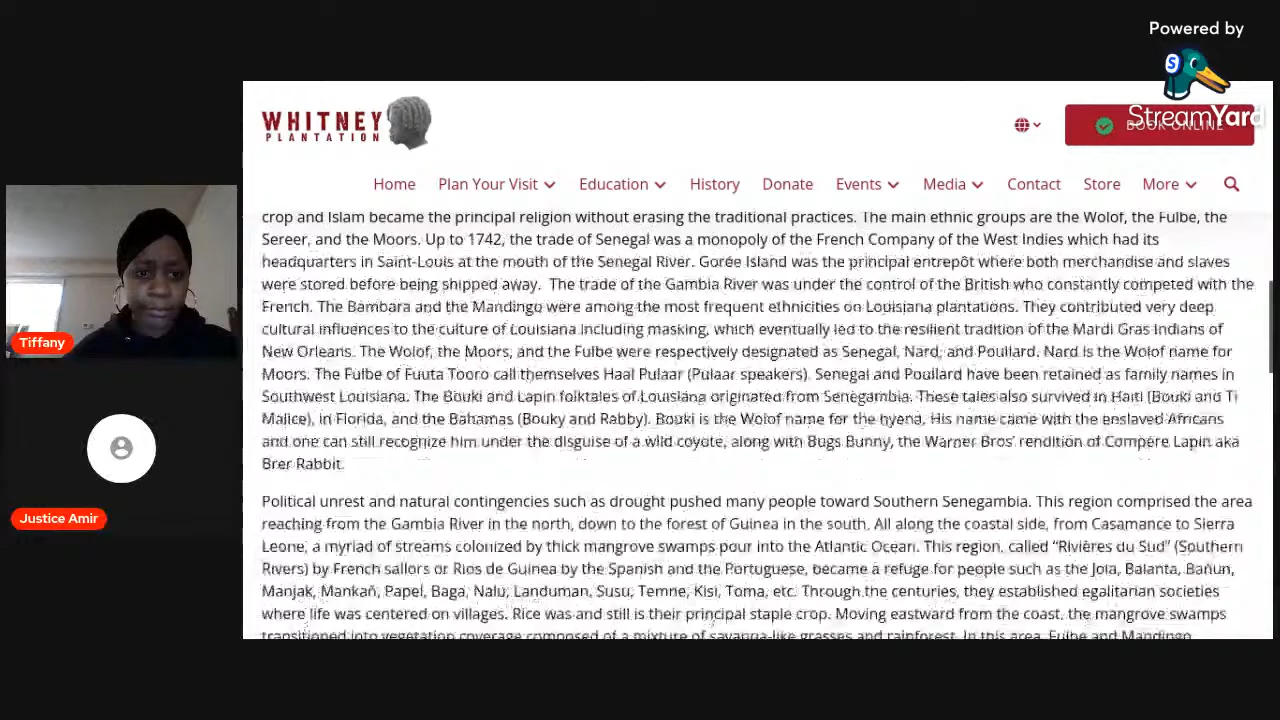 Powered by
StreamYard
WHITNEY
PLANTATION
BOOK ONLINE
Home
Plan Your Visit
Education
History
Donate
Events
Media
Contact
Store
More
crop and Islam became the principal religion without erasing the traditional practices. The main ethnic groups are the Wolof, the Fulbe, the
Sereer, and the Moors. Up to 1742, the trade of Senegal was a monopoly of the French Company of the West Indies which had its
headquarters in Saint-Louis at the mouth of the Senegal River. Gorée Island was the principal entrepôt where both merchandise and slaves
were stored before being shipped away. The trade of the Gambia River was under the control of the British who constantly competed with the
French. The Bambara and the Mandingo were among the most frequent ethnicities on Louisiana plantations. They contributed very deep
cultural influences to the culture of Louisiana including masking, which eventually led to the resilient tradition of the Mardi Gras Indians of
New Orleans. The Wolof, the Moors, and the Fulbe were respectively designated as Senegal, Nard, and Poullard. Nard is the Wolof name for
Moors. The Fulbe of Fuuta Tooro call themselves Haal Pulaar (Pulaar speakers). Senegal and Poullard have been retained as family names in
Southwest Louisiana. The Bouki and Lapin folktales of Louisiana originated from Senegambia. These tales also survived in Haiti (Bouki and Ti
Malice), in Florida, and the Bahamas (Bouky and Rabby). Bouki is the Wolof name for the hyena. His name came with the enslaved Africans
and one can still recognize him under the disguise of a wild coyote, along with Bugs Bunny, the Warner Bros' rendition of Compère Lapin aka
Brer Rabbit.
Political unrest and natural contingencies such as drought pushed many people toward Southern Senegambia. This region comprised the area
reaching from the Gambia River in the north, down to the forest of Guinea in the south. All along the coastal side, from Casamance to Sierra
Leone, a myriad of streams colonized by thick mangrove swamps pour into the Atlantic Ocean. This region, called “Rivières du Sud” (Southern
Rivers) by French sailors or Rios de Guinea by the Spanish and the Portuguese, became a refuge for people such as the Jola, Balanta, Bañun,
Manjak, Mankañ, Papel, Baga, Nalu, Landuman, Susu, Temne, Kisi, Toma, etc. Through the centuries, they established egalitarian societies
where life was centered on villages. Rice was and still is their principal staple crop. Moving eastward from the coast, the mangrove swamps
transitioned into vegetation coverage composed of a mixture of savanna-like grasses and rainforest. In this area, Fulbe and Mandingo
Tiffany
Justice Amir